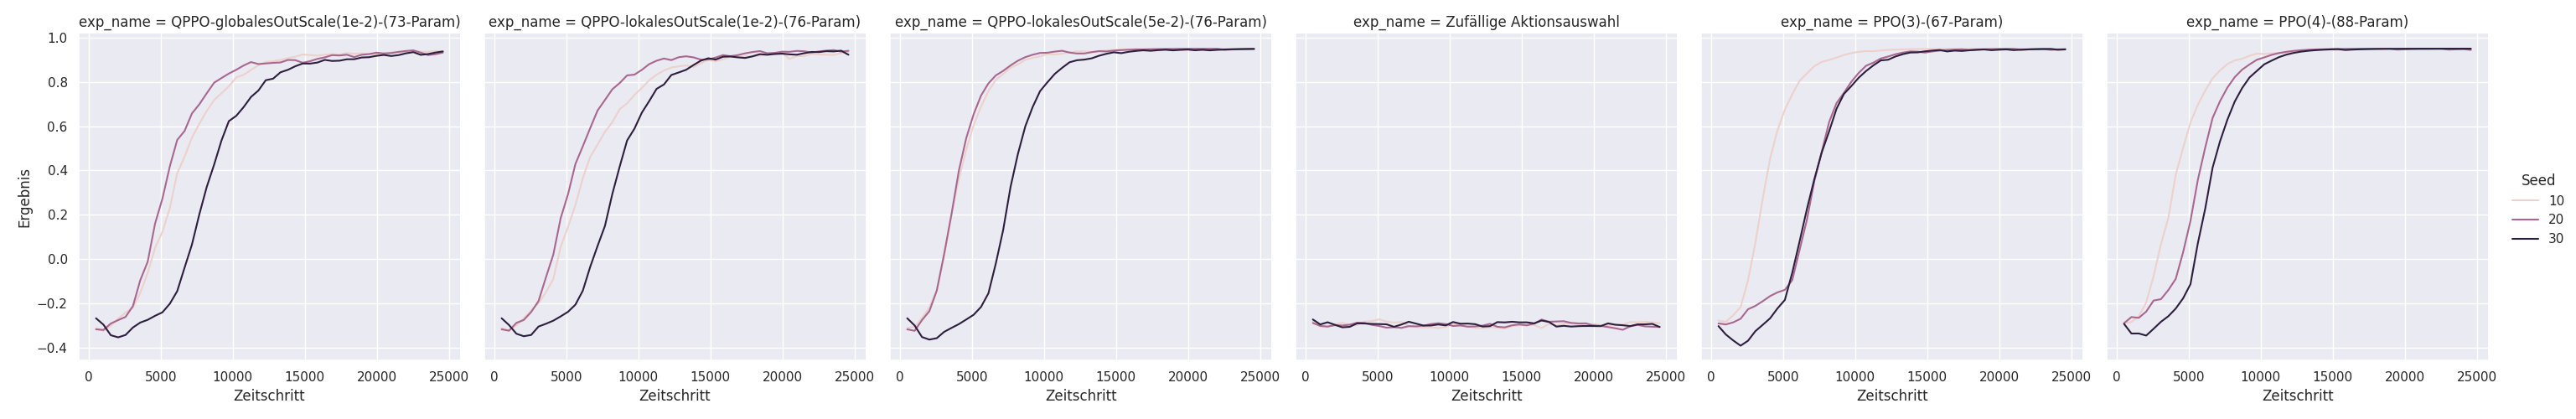 exp_name = QPPO-globalesOutScale(1e-2)-(73-Param)
exp_name = QPPO-lokalesOutScale(1e-2)-(76-Param)
exp_name = QPPO-lokalesOutScale(5e-2)-(76-Param)
exp_name = Zufällige Aktionsauswahl
exp_name = PPO(3)-(67-Param)
exp_name = PPO(4)-(88-Param)
1.0
0.8
0.6
0.4
0.2
0.0
−0.2
−0.4
Ergebnis
0 5000 10000 15000 20000 25000
Zeitschritt
0 5000 10000 15000 20000 25000
Zeitschritt
0 5000 10000 15000 20000 25000
Zeitschritt
0 5000 10000 15000 20000 25000
Zeitschritt
0 5000 10000 15000 20000 25000
Zeitschritt
0 5000 10000 15000 20000 25000
Zeitschritt
Seed
10
20
30